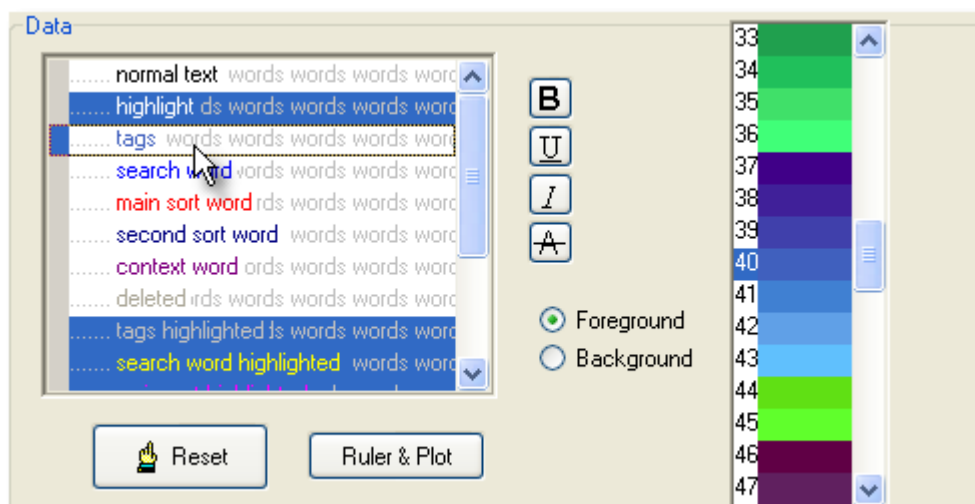 Data
....... normal text words words words word
....... highlight ds words words words word
....... tags words words words words word
....... search word words words words word
....... main sort word rds words words word
....... second sort word words words word
....... context word ords words words word
....... deleted rds words words words word
....... tags highlighted ds words words word
....... search word highlighted words word
B
U
I
A
Foreground
Background
Reset
Ruler & Plot
33
34
35
36
37
38
39
40
41
42
43
44
45
46
47